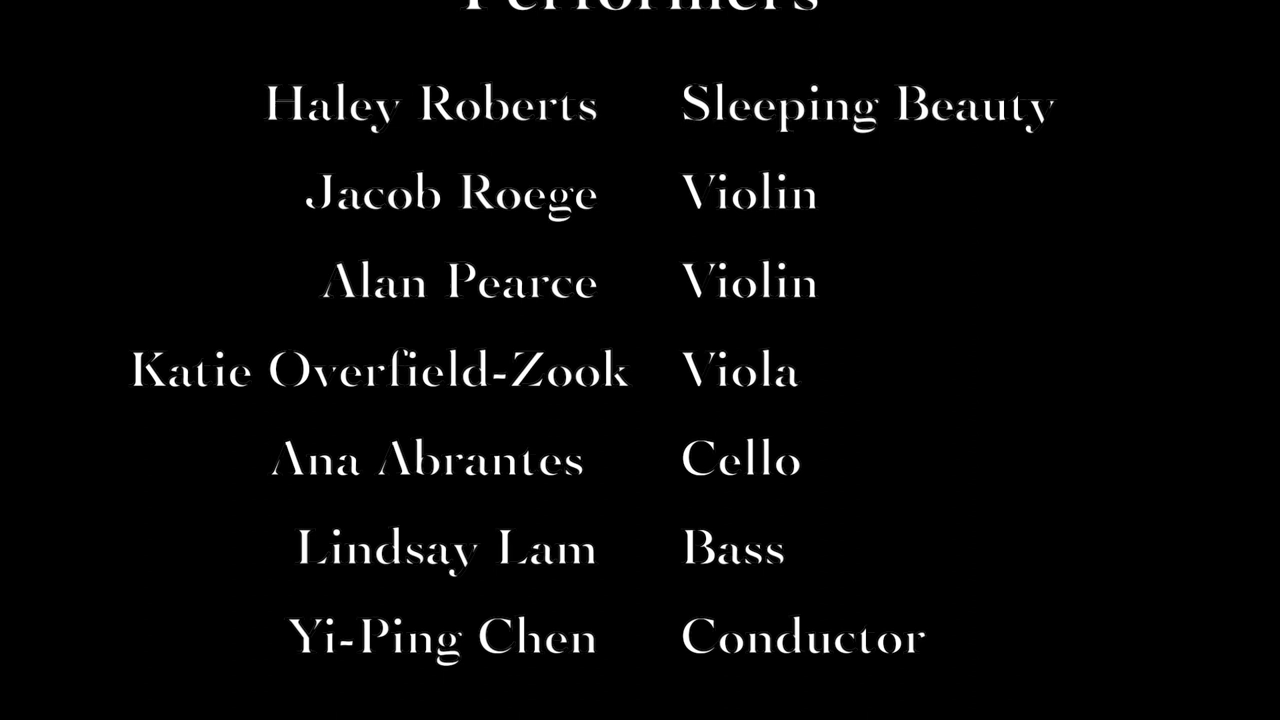 Performers
Haley Roberts Sleeping Beauty
Jacob Roege Violin
Alan Pearce Violin
Katie Overfield-Zook Viola
Ana Abrantes Cello
Lindsay Lam Bass
Yi-Ping Chen Conductor